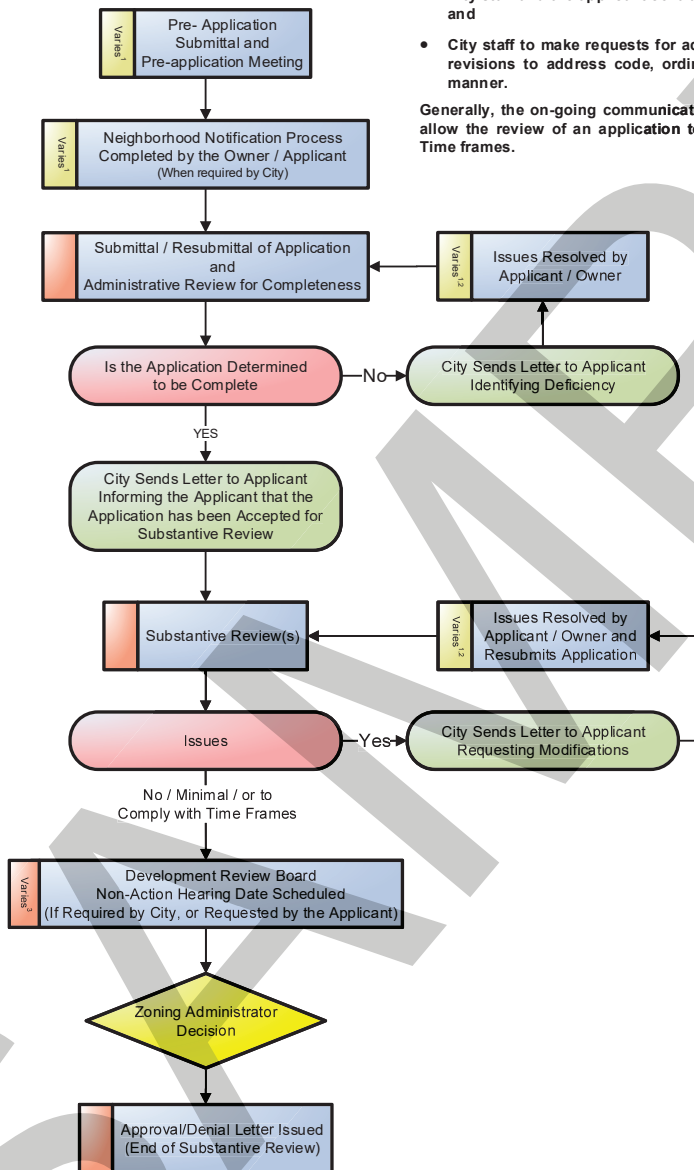 and
• City staff to make requests for
revisions to address code,
manner.
Generally, the on-going
allow the review of an application
Time frames.
Varies1
Pre- Application
Submittal and
Pre-application Meeting
Varies1
Neighborhood Notification Process
Completed by the Owner / Applicant
(When required by City)
Submittal / Resubmittal of Application
and
Administrative Review for Completeness
Varies1,2
Issues Resolved by
Applicant / Owner
Is the Application Determined
to be Complete
No
City Sends Letter to Applicant
Identifying Deficiency
YES
City Sends Letter to Applicant
Informing the Applicant that the
Application has been Accepted for
Substantive Review
Substantive Review(s)
Varies1,2
Issues Resolved by
Applicant / Owner and
Resubmits Application
Issues
Yes
City Sends Letter to Applicant
Requesting Modifications
No / Minimal / or to
Comply with Time Frames
Varies3
Development Review Board
Non-Action Hearing Date Scheduled
(If Required by City, or Requested by the Applicant)
Zoning Administrator
Decision
Approval/Denial Letter Issued
(End of Substantive Review)